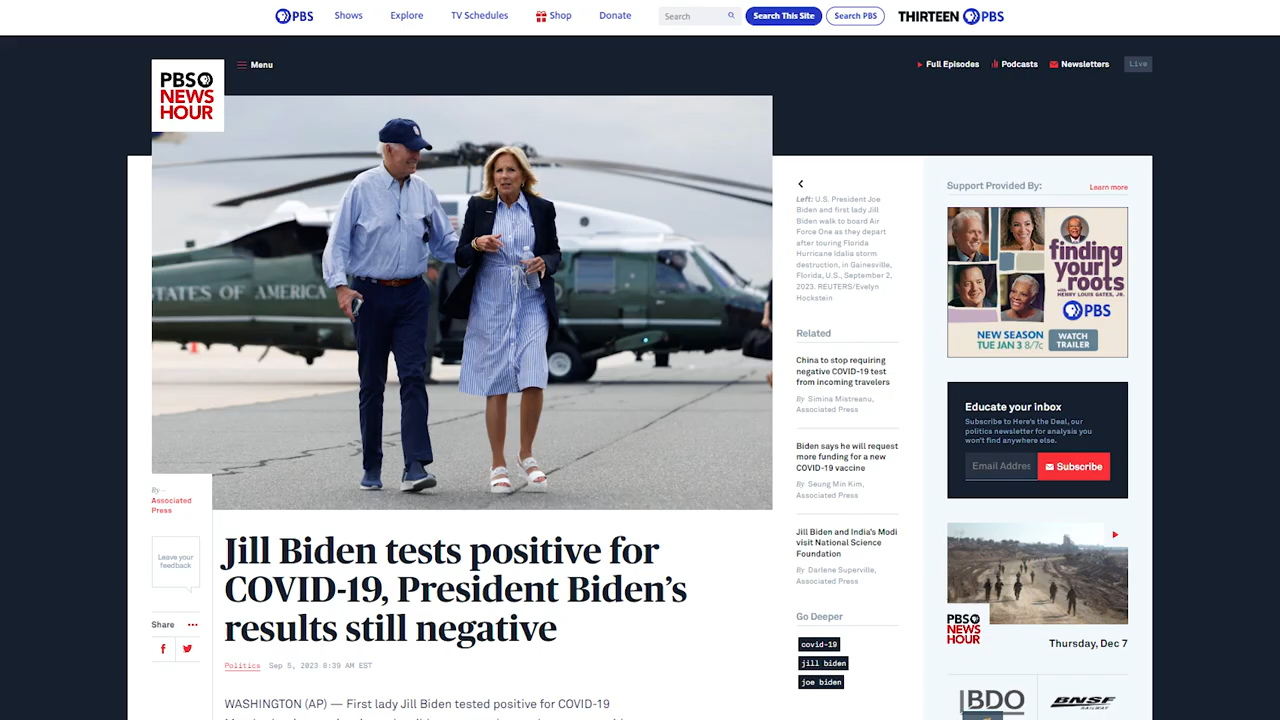 PBS
Shows
Explore
TV Schedules
Shop
Donate
Search
Search This Site
Search PBS
THIRTEEN PBS
PBS
NEWS
HOUR
Menu
Full Episodes
Podcasts
Newsletters
Live
STATES OF AMERICA
Left: U.S. President Joe
Biden and first lady Jill
Biden walk to board Air
Force One as they depart
after touring Florida
Hurricane Idalia storm
destruction, in Gainesville,
Florida, U.S., September 2,
2023. REUTERS/Evelyn
Hockstein
Related
China to stop requiring
negative COVID-19 test
from incoming travelers
By Simina Mistreanu,
Associated Press
Biden says he will request
more funding for a new
COVID-19 vaccine
By Seung Min Kim,
Associated Press
Jill Biden and India's Modi
visit National Science
Foundation
By Darlene Superville,
Associated Press
Go Deeper
covid-19
jill biden
joe biden
Support Provided By:
Learn more
finding
your
roots
WITH HENRY LOUIS GATES, JR.
PBS
NEW SEASON
TUE JAN 3 8/7c
WATCH
TRAILER
Educate your inbox
Subscribe to Here's the Deal, our
politics newsletter for analysis you
won't find anywhere else.
Email Addres
Subscribe
PBS
NEWS
HOUR
Thursday, Dec 7
BDO
BNSF
RAILWAY
By —
Associated
Press
Leave your
feedback
Share
Jill Biden tests positive for
COVID-19, President Biden's
results still negative
Politics Sep 5, 2023 8:39 AM EST
WASHINGTON (AP) — First lady Jill Biden tested positive for COVID-19